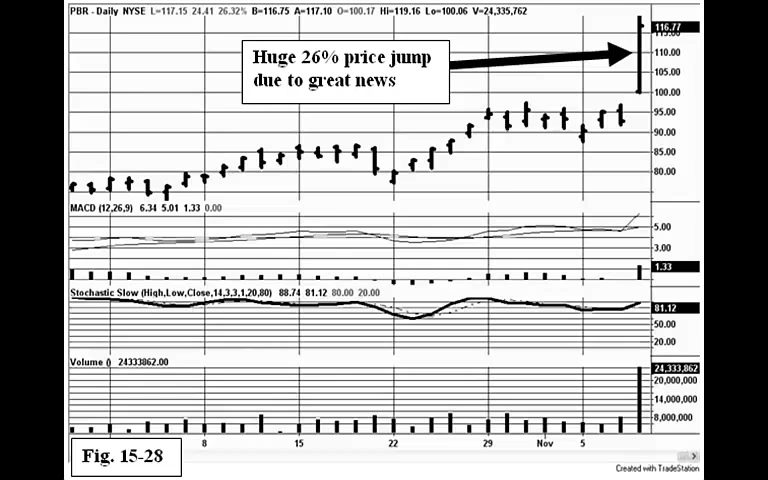 PBR - Daily NYSE L=117.15 24.41 26.32% B=116.75 A=117.10 O=100.17 Hi=119.16 Lo=100.06 V=24,335,762
Huge 26% price jump
due to great news
116.77
115.00
110.00
105.00
100.00
95.00
90.00
85.00
80.00
MACD (12,26,9) 6.34 5.01 1.33 0.00
5.00
3.00
1.33
Stochastic Slow (High,Low,Close,14,3,3,1,20,80) 88.74 81.12 80.00 20.00
81.12
50.00
20.00
Volume () 24333862.00
24,333,862
20,000,000
14,000,000
8,000,000
8 15 22 29 Nov 5
Fig. 15-28
Created with TradeStation